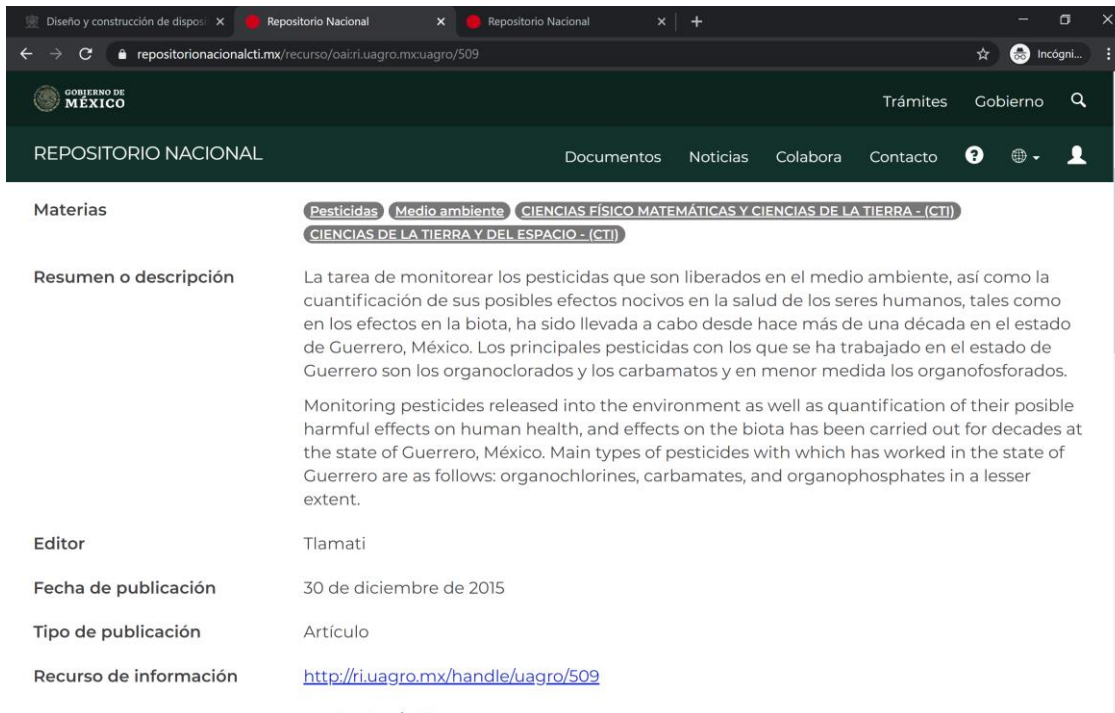 Diseño y construcción de disposi
Repositorio Nacional
Repositorio Nacional
repositorionacionalcti.mx/recurso/oai:ri.uagro.mx:uagro/509
Incógni...
GOBIERNO DE
MÉXICO
Trámites Gobierno
REPOSITORIO NACIONAL
Documentos Noticias Colabora Contacto
Materias
Pesticidas Medio ambiente CIENCIAS FÍSICO MATEMÁTICAS Y CIENCIAS DE LA TIERRA - (CTI)
CIENCIAS DE LA TIERRA Y DEL ESPACIO - (CTI)
Resumen o descripción
La tarea de monitorear los pesticidas que son liberados en el medio ambiente, así como la
cuantificación de sus posibles efectos nocivos en la salud de los seres humanos, tales como
en los efectos en la biota, ha sido llevada a cabo desde hace más de una década en el estado
de Guerrero, México. Los principales pesticidas con los que se ha trabajado en el estado de
Guerrero son los organoclorados y los carbamatos y en menor medida los organofosforados.
Monitoring pesticides released into the environment as well as quantification of their posible
harmful effects on human health, and effects on the biota has been carried out for decades at
the state of Guerrero, México. Main types of pesticides with which has worked in the state of
Guerrero are as follows: organochlorines, carbamates, and organophosphates in a lesser
extent.
Editor
Tlamati
Fecha de publicación
30 de diciembre de 2015
Tipo de publicación
Artículo
Recurso de información
http://ri.uagro.mx/handle/uagro/509